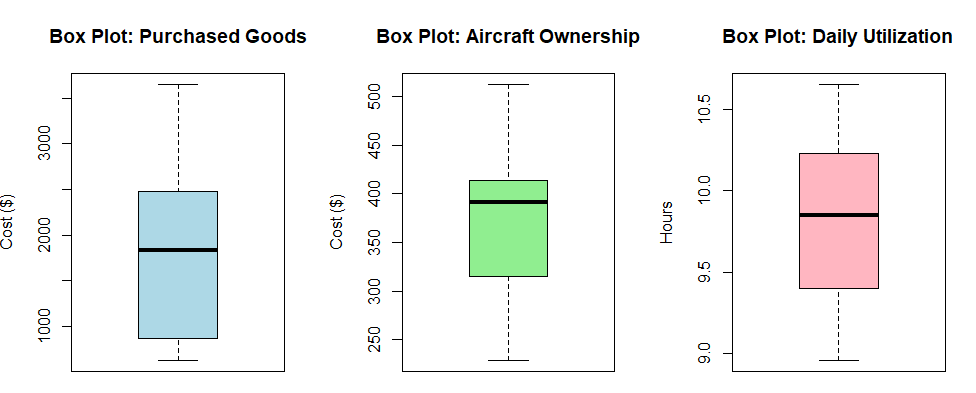 Box Plot: Purchased Goods
Cost ($)
3000
2000
1000
Box Plot: Aircraft Ownership
Cost ($)
500
450
400
350
300
250
Box Plot: Daily Utilization
Hours
10.5
10.0
9.5
9.0